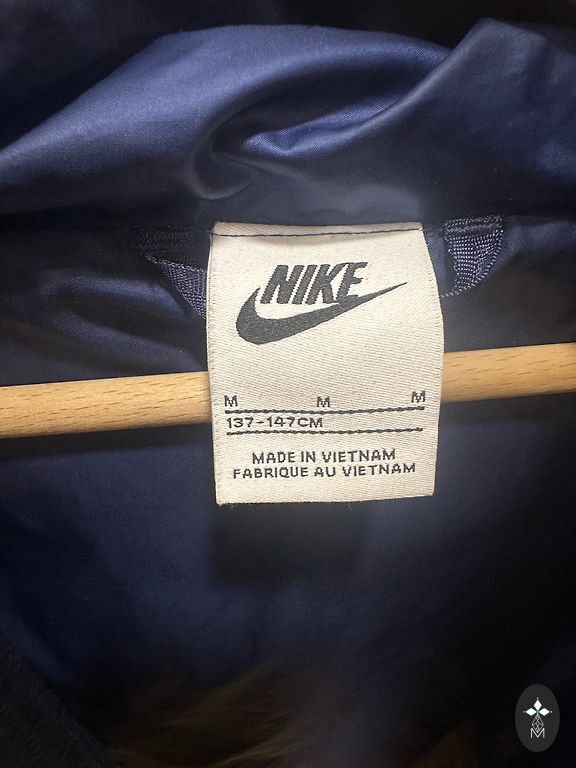 NIKE
M M M
137-147CM
MADE IN VIETNAM
FABRIQUE AU VIETNAM
M